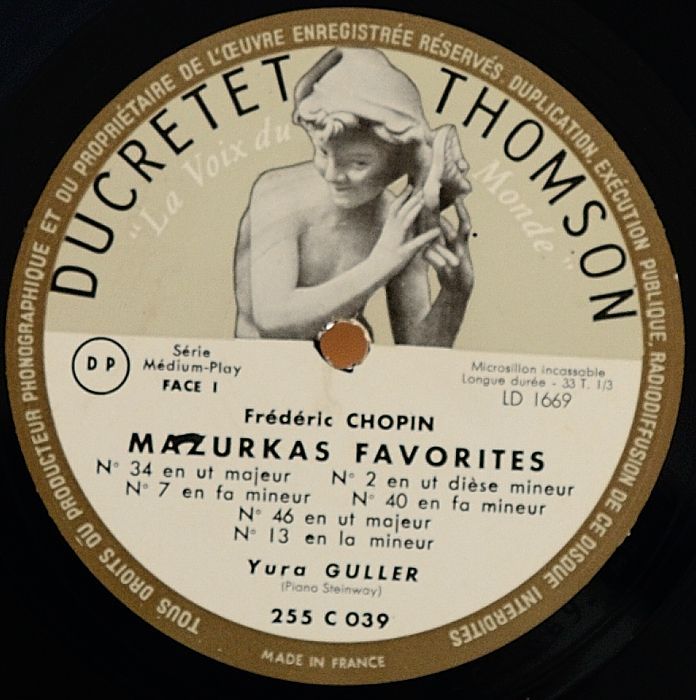 TOUS DROITS DU PRODUCTEUR PHONOGRAPHIQUE ET DU PROPRIÉTAIRE DE L'ŒUVRE ENREGISTRÉE RÉSERVÉS. DUPLICATION, EXÉCUTION PUBLIQUE, RADIODIFFUSION DE CE DISQUE INTERDITES
DUCRETET THOMSON
"La Voix du Monde"
DP
Série
Médium-Play
FACE I
Microsillon incassable
Longue durée - 33 T. 1/3
LD 1669
Frédéric CHOPIN
MAZURKAS FAVORITES
N° 34 en ut majeur N° 2 en ut dièse mineur
N° 7 en fa mineur N° 40 en fa mineur
N° 46 en ut majeur
N° 13 en la mineur
Yura GULLER
(Piano Steinway)
255 C 039
MADE IN FRANCE